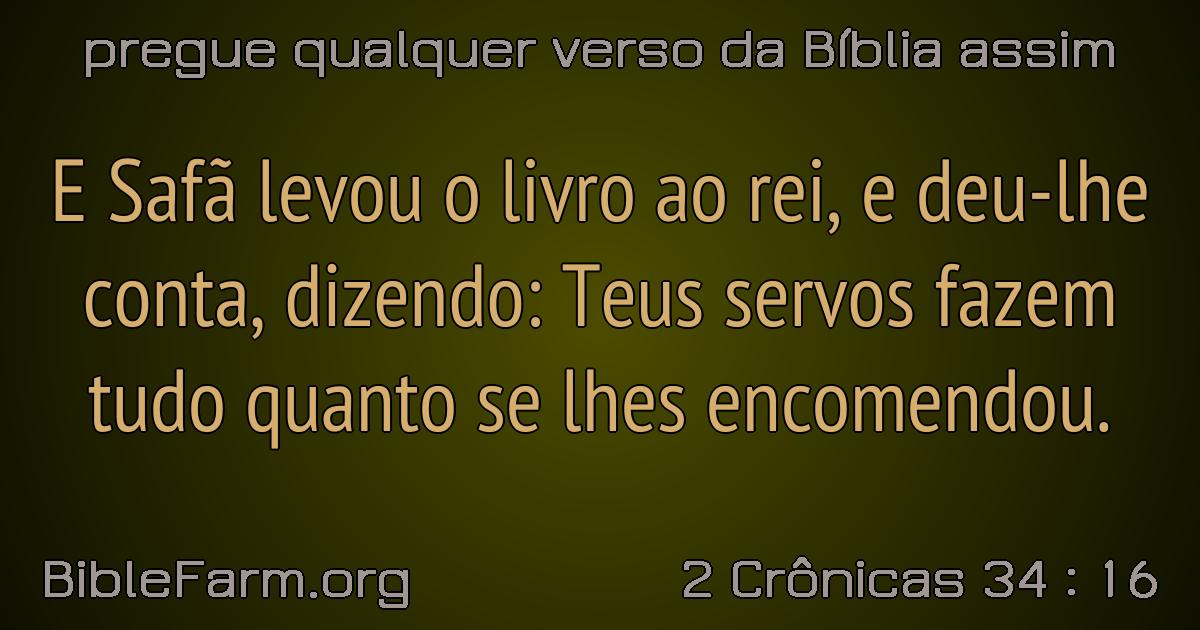 pregue qualquer verso da Bíblia assim
E Safã levou o livro ao rei, e deu-lhe
conta, dizendo: Teus servos fazem
tudo quanto se lhes encomendou.
BibleFarm.org
2 Crônicas 34 : 16